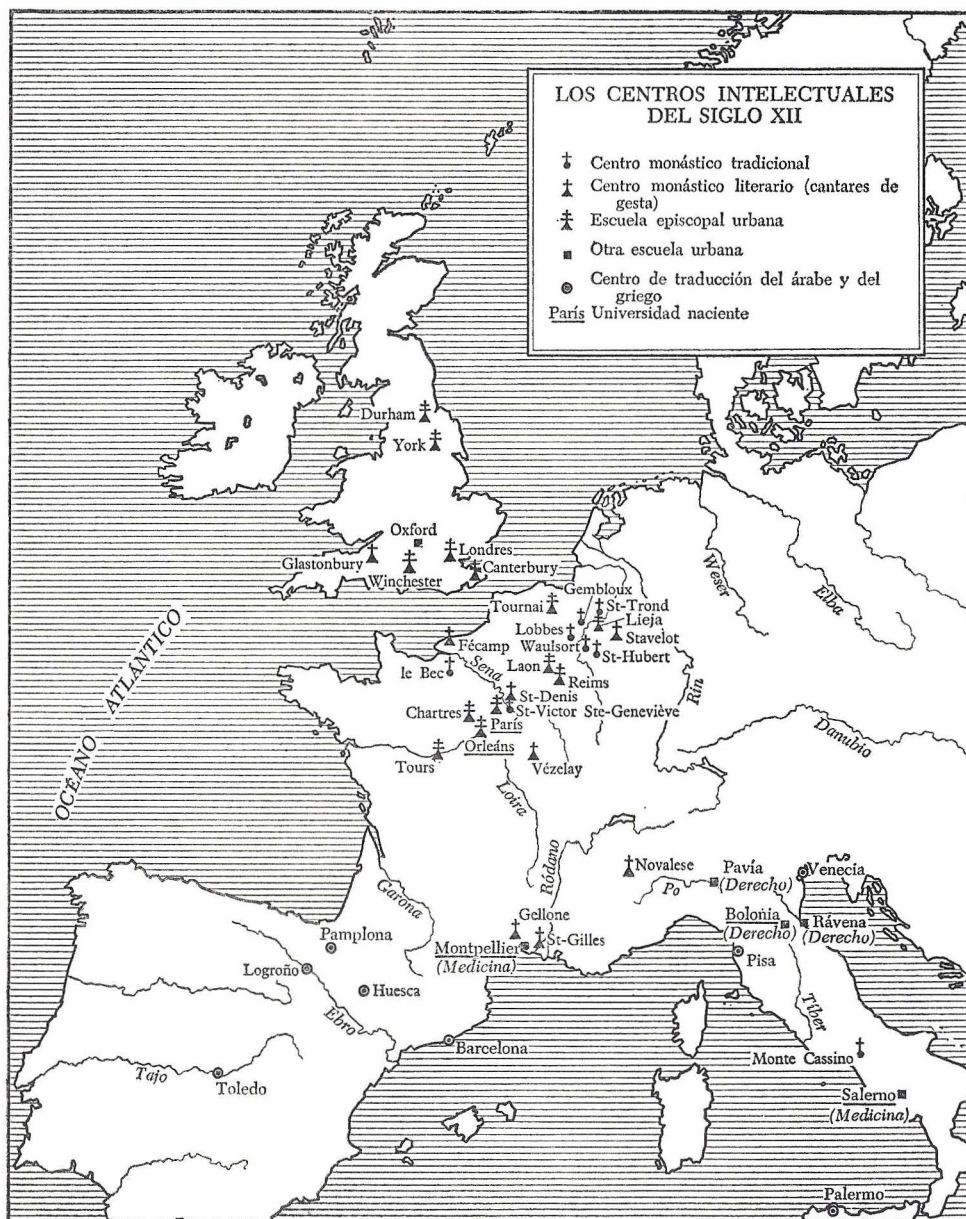 LOS CENTROS INTELECTUALES
DEL SIGLO XII
Centro monástico tradicional
Centro monástico literario (cantares de
gesta)
Escuela episcopal urbana
Otra escuela urbana
Centro de traducción del árabe y del
griego
París Universidad naciente
Durham
York
Oxford
Glastonbury
Londres
Winchester
Canterbury
Gembloux
Tournai
St-Trond
Lobbes
Lieja
Waulsort
Stavelot
Fécamp
St-Hubert
Laon
le Bec
Sena
Reims
St-Denis
Chartres
St-Victor Ste-Geneviève
París
Orleáns
Tours
Vézelay
Loira
Rin
Weser
Elba
Danubio
OCÉANO ATLÁNTICO
Ródano
Garona
Novalese
Po
Pavía
(Derecho)
Venecia
Gellone
Bolonia
(Derecho)
Rávena
(Derecho)
Pamplona
Montpellier
(Medicina)
St-Gilles
Pisa
Logroño
Huesca
Ebro
Tíber
Barcelona
Monte Cassino
Tajo
Toledo
Salerno
(Medicina)
Palermo